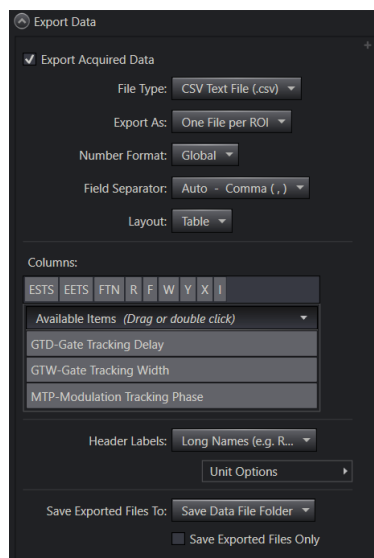 Export Data
+
Export Acquired Data
File Type: CSV Text File (.csv)
Export As: One File per ROI
Number Format: Global
Field Separator: Auto - Comma ( , )
Layout: Table
Columns:
ESTS EETS FTN R F W Y X I
Available Items (Drag or double click)
GTD-Gate Tracking Delay
GTW-Gate Tracking Width
MTP-Modulation Tracking Phase
Header Labels: Long Names (e.g. R...
Unit Options
Save Exported Files To: Save Data File Folder
Save Exported Files Only